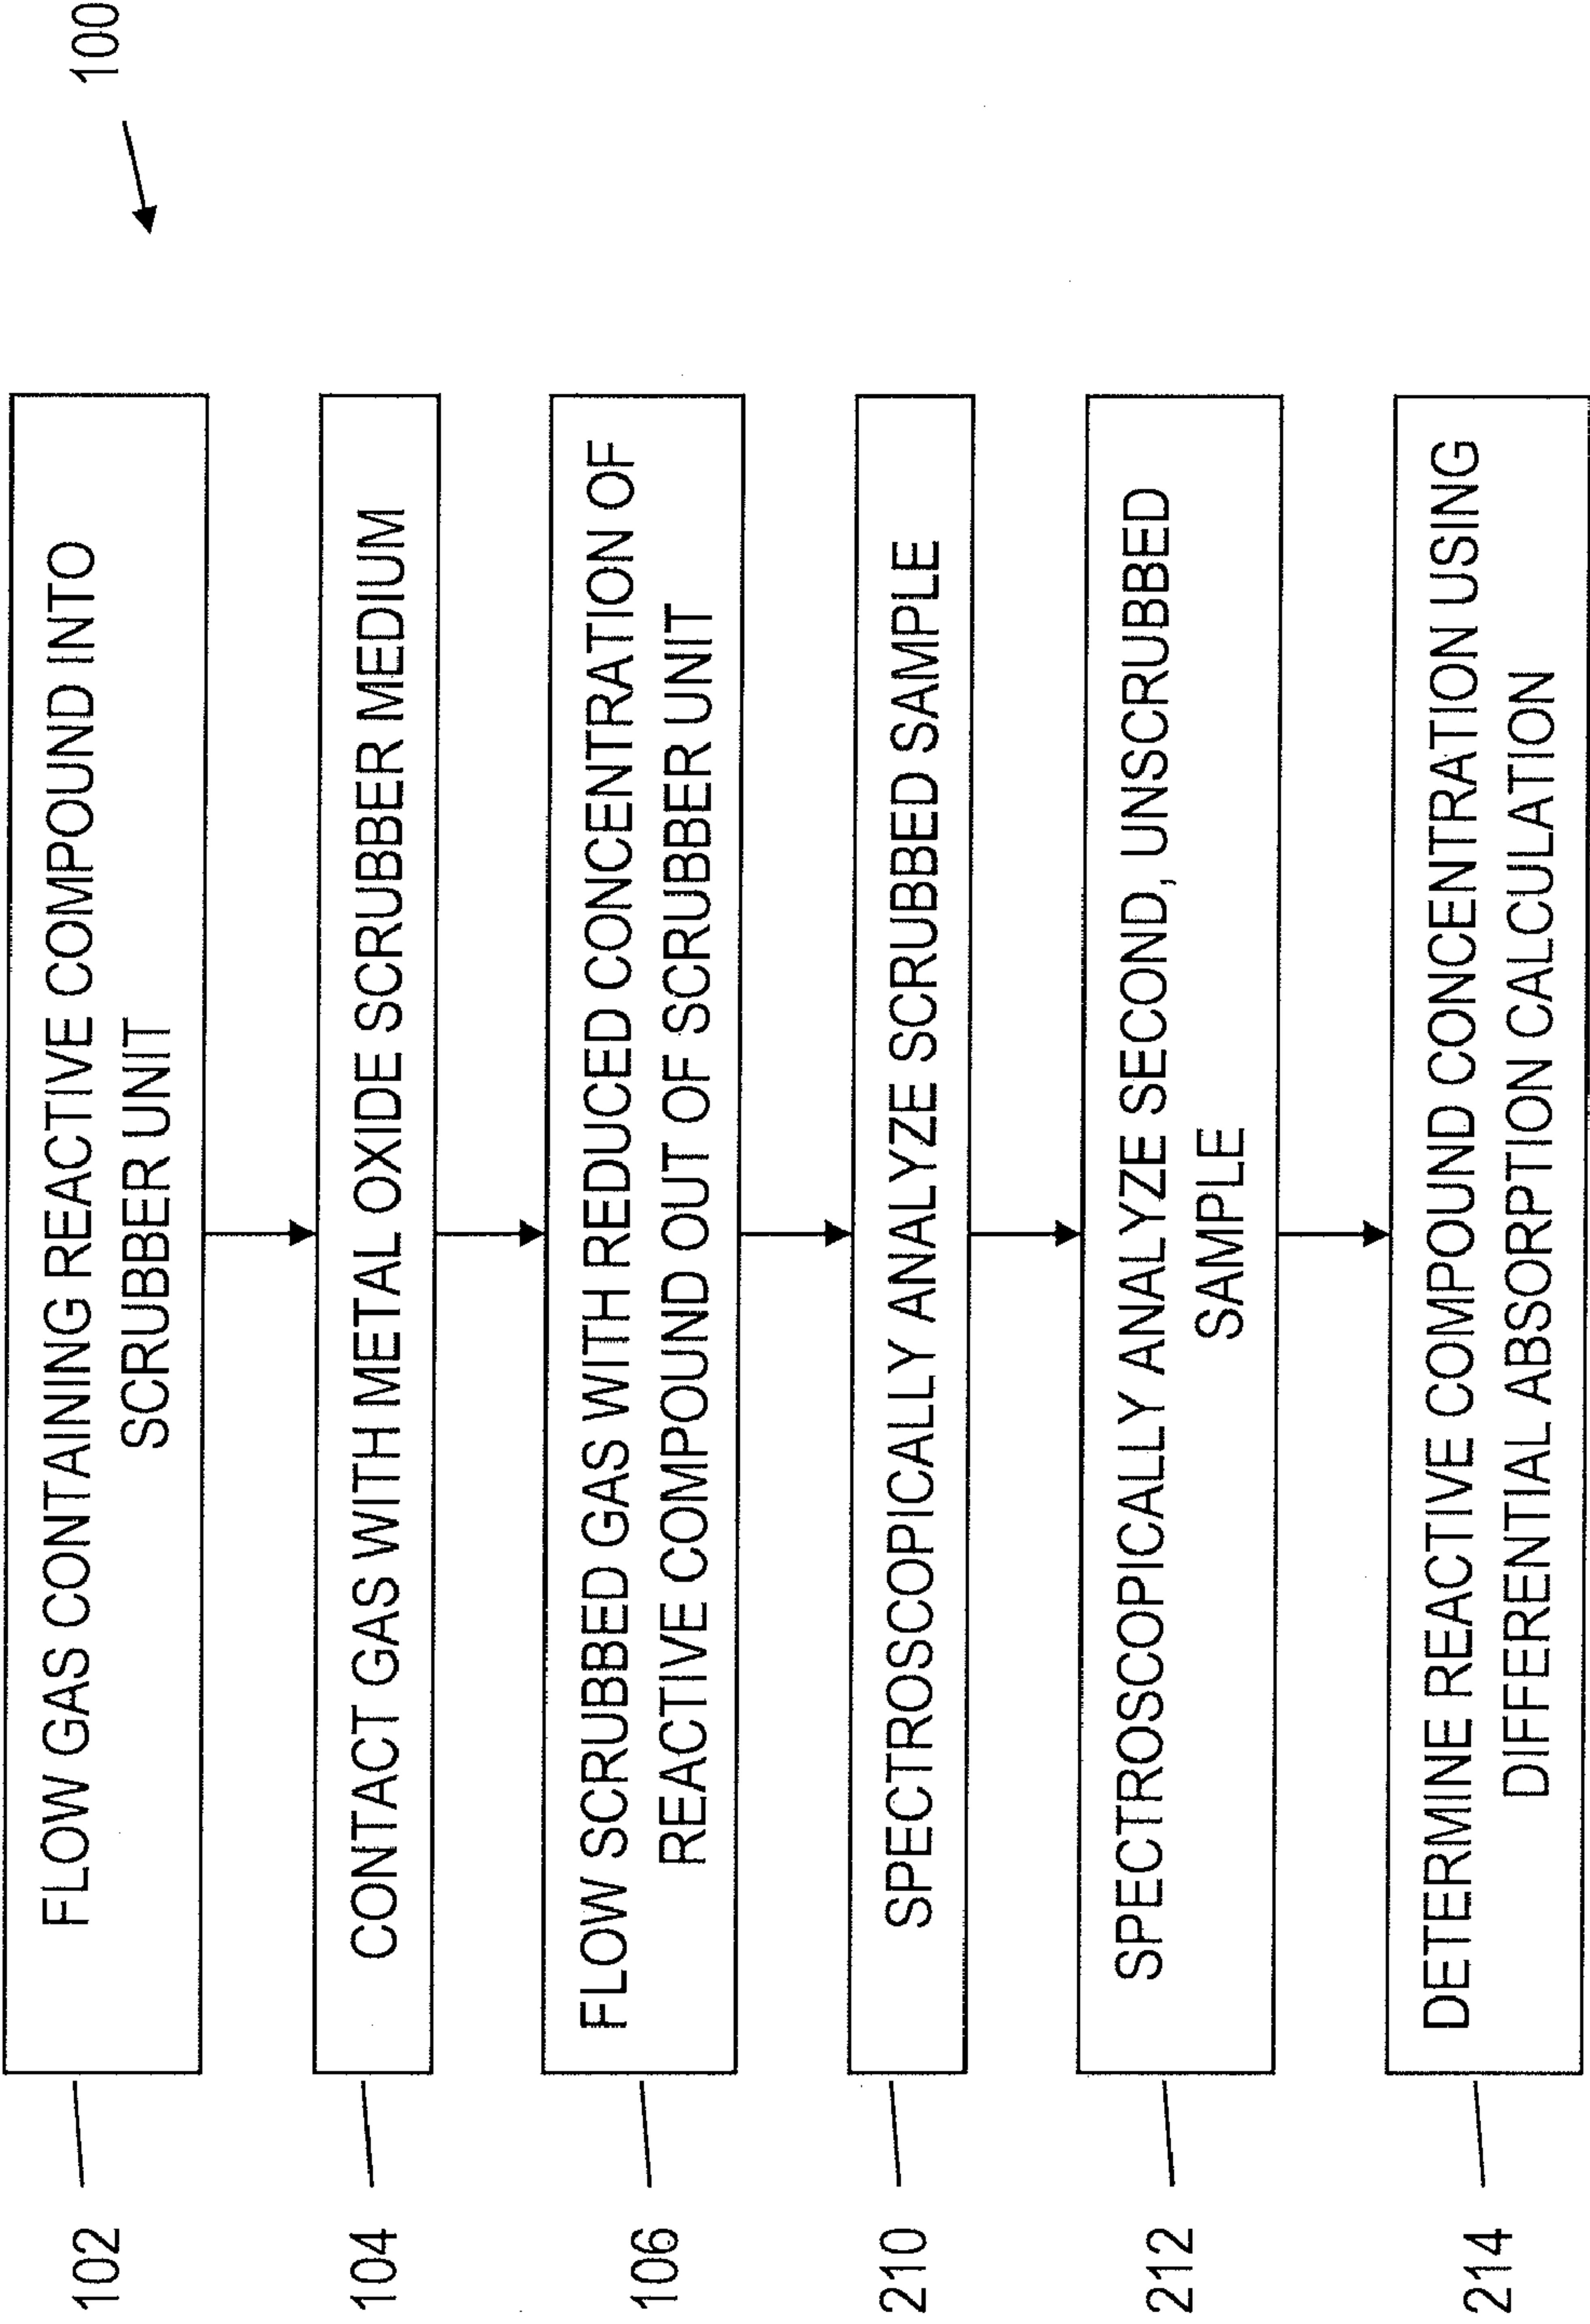 100
102
FLOW GAS CONTAINING REACTIVE COMPOUND INTO
SCRUBBER UNIT
104
CONTACT GAS WITH METAL OXIDE SCRUBBER MEDIUM
106
FLOW SCRUBBED GAS WITH REDUCED CONCENTRATION OF
REACTIVE COMPOUND OUT OF SCRUBBER UNIT
210
SPECTROSCOPICALLY ANALYZE SCRUBBED SAMPLE
212
SPECTROSCOPICALLY ANALYZE SECOND, UNSCRUBBED
SAMPLE
214
DETERMINE REACTIVE COMPOUND CONCENTRATION USING
DIFFERENTIAL ABSORPTION CALCULATION